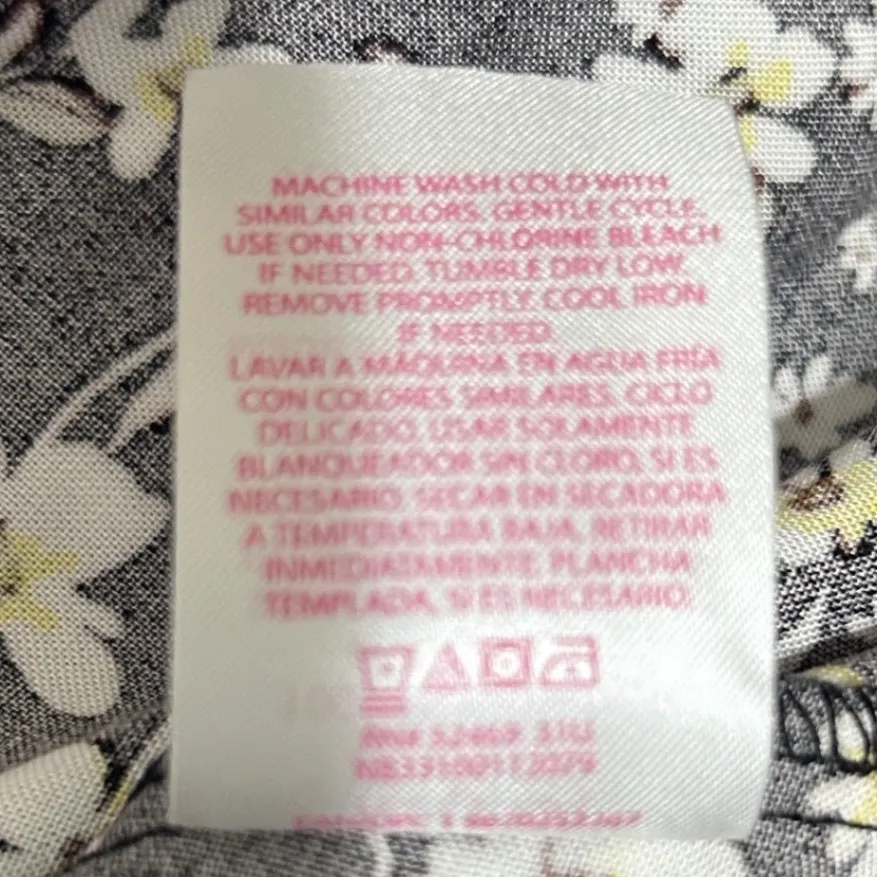 MACHINE WASH COLD WITH
SIMILAR COLORS. GENTLE CYCLE.
USE ONLY NON-CHLORINE BLEACH
IF NEEDED. TUMBLE DRY LOW.
REMOVE PROMPTLY. COOL IRON
IF NEEDED.
LAVAR A MÁQUINA EN AGUA FRÍA
CON COLORES SIMILARES. CICLO
DELICADO. USAR SOLAMENTE
BLANQUEADOR SIN CLORO, SI ES
NECESARIO. SECAR EN SECADORA
A TEMPERATURA BAJA. RETIRAR
INMEDIATAMENTE. PLANCHA
TEMPLADA, SI ES NECESARIO.